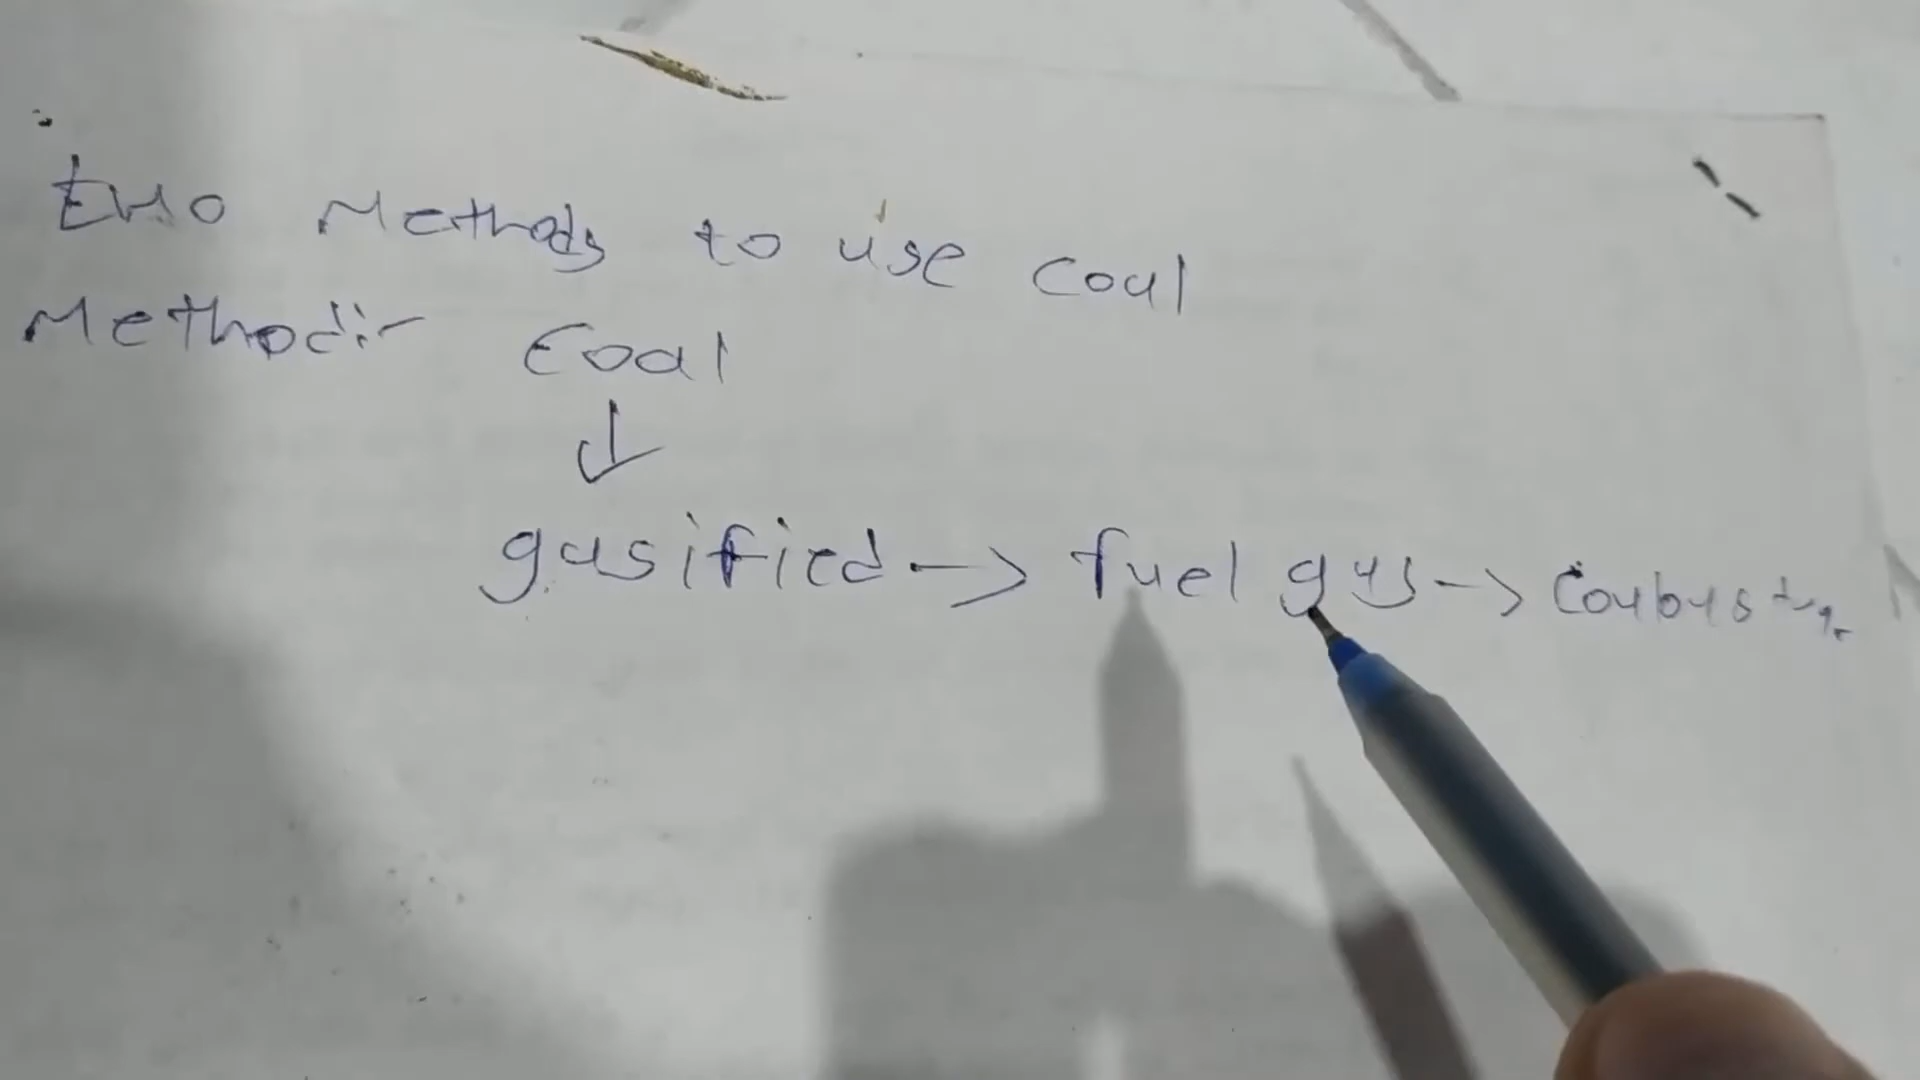 two Methods to use coal
Method:- Coal
gasified -> fuel gas -> Combustion